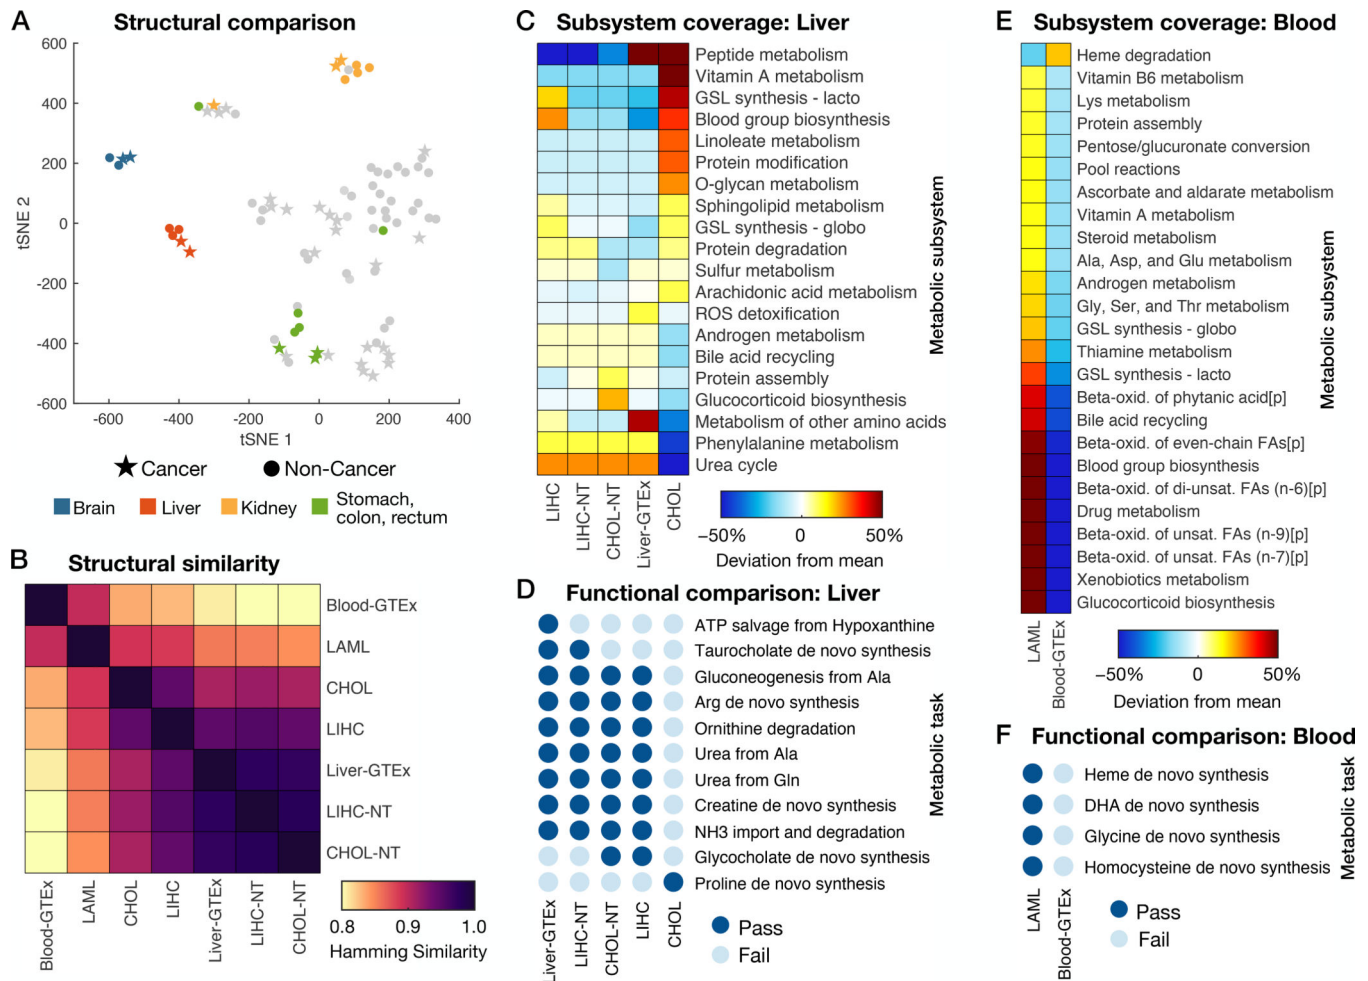 A Structural comparison
600
400
200
0
-200
-400
-600
tSNE 2
-600 -400 -200 0 200 400
tSNE 1
Cancer Non-Cancer
Brain Liver Kidney Stomach,
colon, rectum
B Structural similarity
Blood-GTEx
LAML
CHOL
LIHC
Liver-GTEx
LIHC-NT
CHOL-NT
Blood-GTEx
LAML
CHOL
LIHC
Liver-GTEx
LIHC-NT
CHOL-NT
0.8 0.9 1.0
Hamming Similarity
C Subsystem coverage: Liver
Peptide metabolism
Vitamin A metabolism
GSL synthesis - lacto
Blood group biosynthesis
Linoleate metabolism
Protein modification
O-glycan metabolism
Sphingolipid metabolism
GSL synthesis - globo
Protein degradation
Sulfur metabolism
Arachidonic acid metabolism
ROS detoxification
Androgen metabolism
Bile acid recycling
Protein assembly
Glucocorticoid biosynthesis
Metabolism of other amino acids
Phenylalanine metabolism
Urea cycle
Metabolic subsystem
LIHC
LIHC-NT
CHOL-NT
Liver-GTEx
CHOL
-50% 0 50%
Deviation from mean
D Functional comparison: Liver
ATP salvage from Hypoxanthine
Taurocholate de novo synthesis
Gluconeogenesis from Ala
Arg de novo synthesis
Ornithine degradation
Urea from Ala
Urea from Gln
Creatine de novo synthesis
NH3 import and degradation
Glycocholate de novo synthesis
Proline de novo synthesis
Metabolic task
Liver-GTEx
LIHC-NT
CHOL-NT
LIHC
CHOL
Pass
Fail
E Subsystem coverage: Blood
Heme degradation
Vitamin B6 metabolism
Lys metabolism
Protein assembly
Pentose/glucuronate conversion
Pool reactions
Ascorbate and aldarate metabolism
Vitamin A metabolism
Steroid metabolism
Ala, Asp, and Glu metabolism
Androgen metabolism
Gly, Ser, and Thr metabolism
GSL synthesis - globo
Thiamine metabolism
GSL synthesis - lacto
Beta-oxid. of phytanic acid[p]
Bile acid recycling
Beta-oxid. of even-chain FAs[p]
Blood group biosynthesis
Beta-oxid. of di-unsat. FAs (n-6)[p]
Drug metabolism
Beta-oxid. of unsat. FAs (n-9)[p]
Beta-oxid. of unsat. FAs (n-7)[p]
Xenobiotics metabolism
Glucocorticoid biosynthesis
Metabolic subsystem
LAML
Blood-GTEx
-50% 0 50%
Deviation from mean
F Functional comparison: Blood
Heme de novo synthesis
DHA de novo synthesis
Glycine de novo synthesis
Homocysteine de novo synthesis
Metabolic task
LAML
Blood-GTEx
Pass
Fail